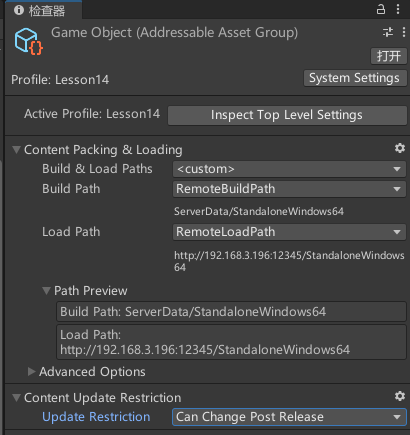 检查器
Game Object (Addressable Asset Group)
打开
Profile: Lesson14
System Settings
Active Profile: Lesson14
Inspect Top Level Settings
Content Packing & Loading
Build & Load Paths <custom>
Build Path RemoteBuildPath
ServerData/StandaloneWindows64
Load Path RemoteLoadPath
http://192.168.3.196:12345/StandaloneWindows
64
Path Preview
Build Path: ServerData/StandaloneWindows64
Load Path:
http://192.168.3.196:12345/StandaloneWindows64
Advanced Options
Content Update Restriction
Update Restriction Can Change Post Release